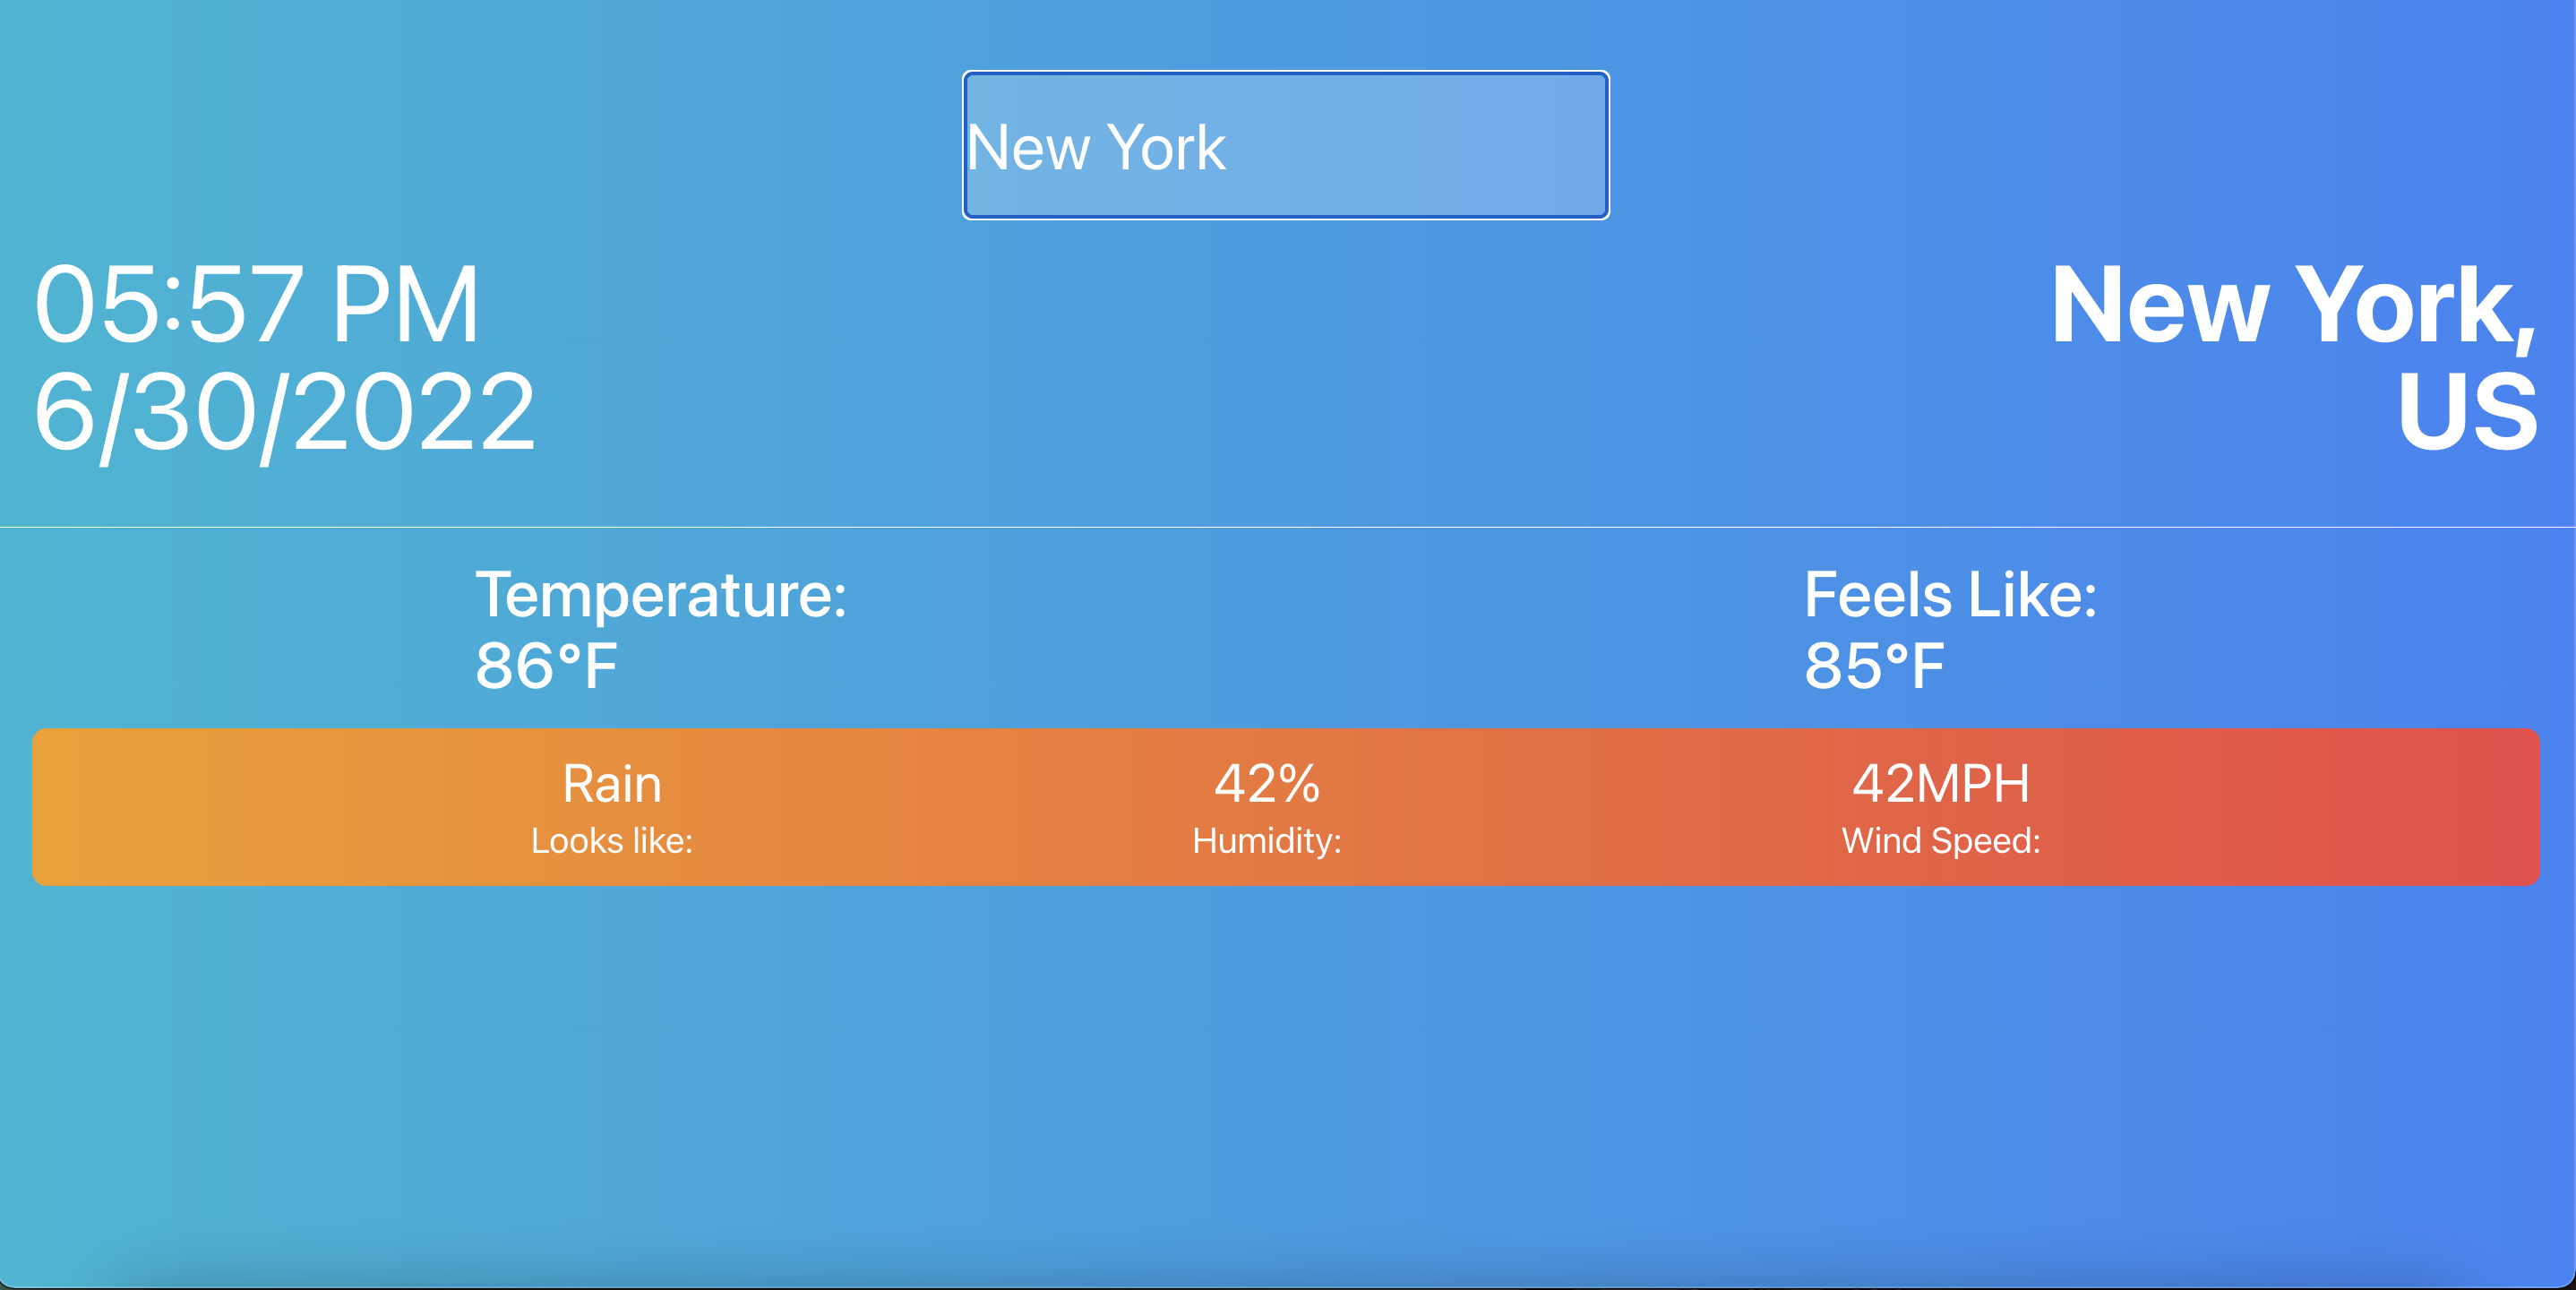 New York
05:57 PM
6/30/2022
New York,
US
Temperature:
86°F
Feels Like:
85°F
Rain
Looks like:
42%
Humidity:
42MPH
Wind Speed: